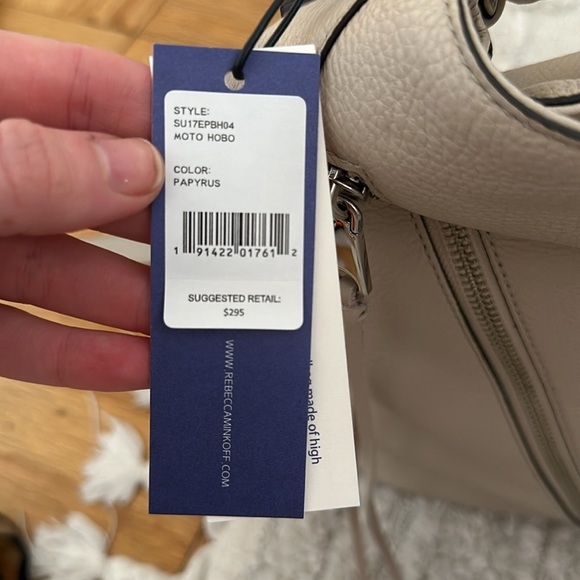 STYLE:
SU17EPBH04
MOTO HOBO
COLOR:
PAPYRUS
1 91422 01761 2
SUGGESTED RETAIL:
$295
WWW.REBECCAMINKOFF.COM
made of high